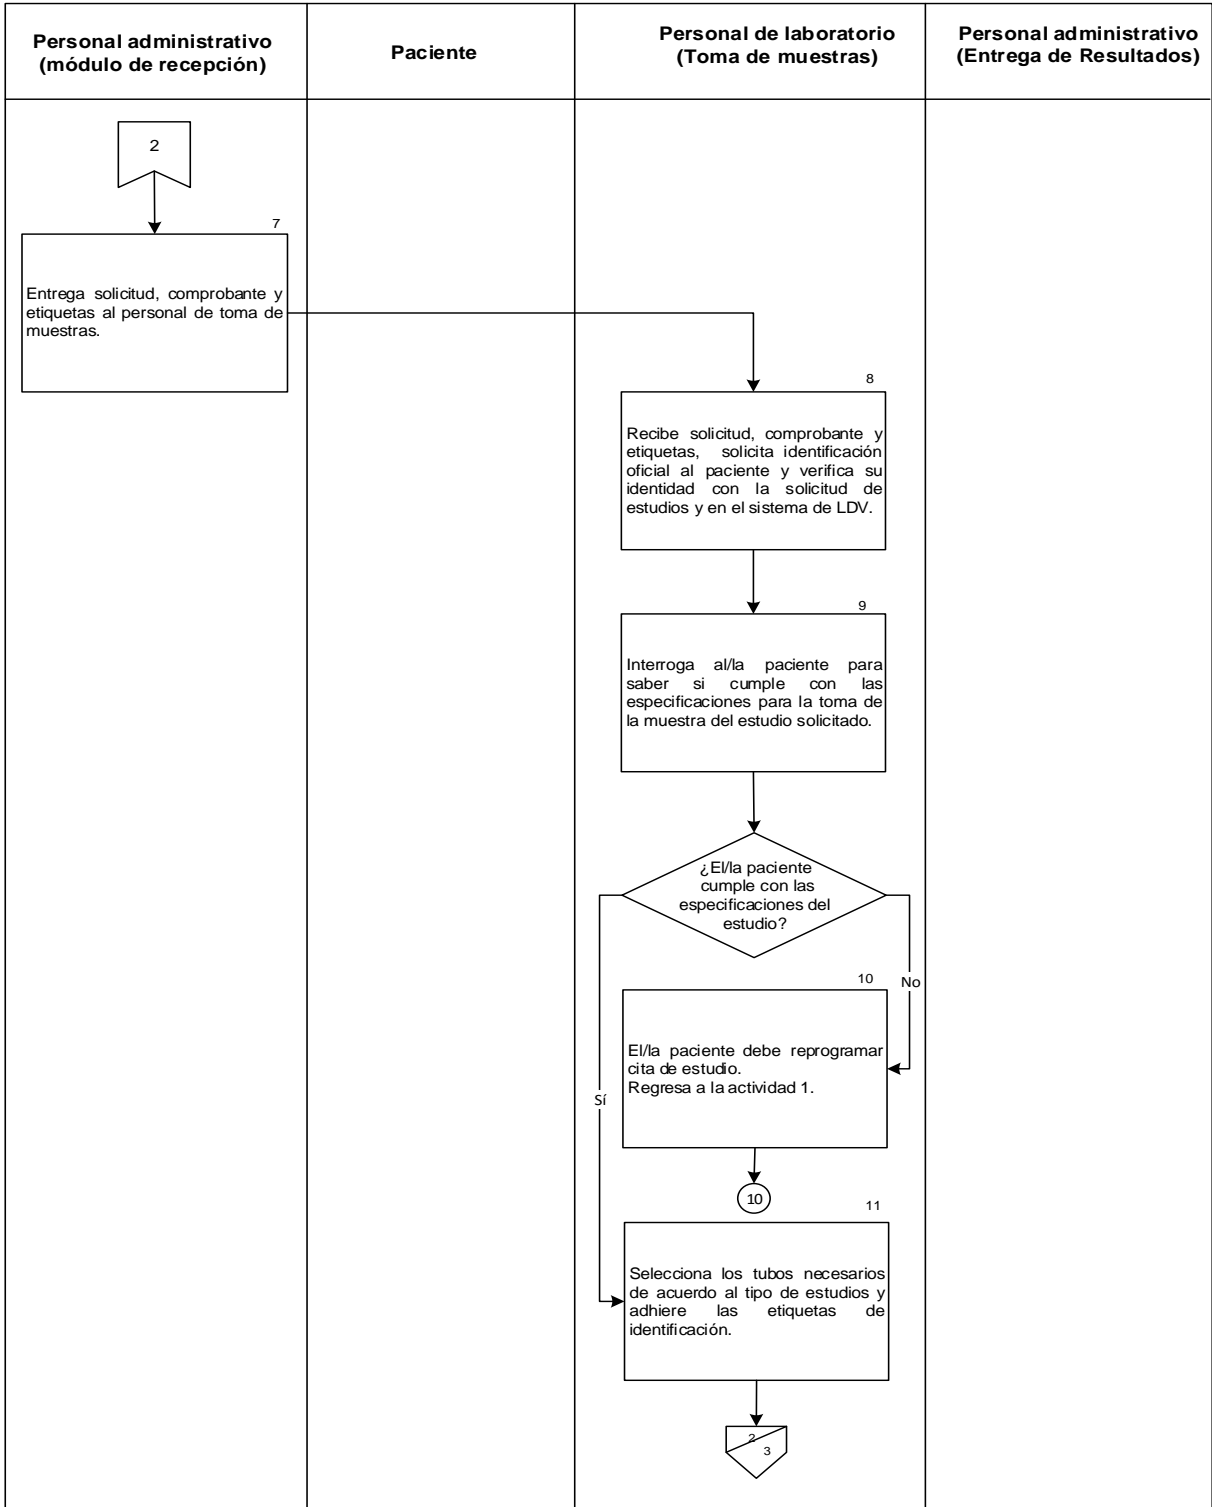 Personal administrativo
(módulo de recepción)
Paciente
Personal de laboratorio
(Toma de muestras)
Personal administrativo
(Entrega de Resultados)
2
7
Entrega solicitud, comprobante y
etiquetas al personal de toma de
muestras.
8
Recibe solicitud, comprobante y
etiquetas, solicita identificación
oficial al paciente y verifica su
identidad con la solicitud de
estudios y en el sistema de LDV.
9
Interroga al/la paciente para
saber si cumple con las
especificaciones para la toma de
la muestra del estudio solicitado.
¿El/la paciente
cumple con las
especificaciones del
estudio?
No
10
El/la paciente debe reprogramar
cita de estudio.
Regresa a la actividad 1.
Sí
10
11
Selecciona los tubos necesarios
de acuerdo al tipo de estudios y
adhiere las etiquetas de
identificación.
2
3